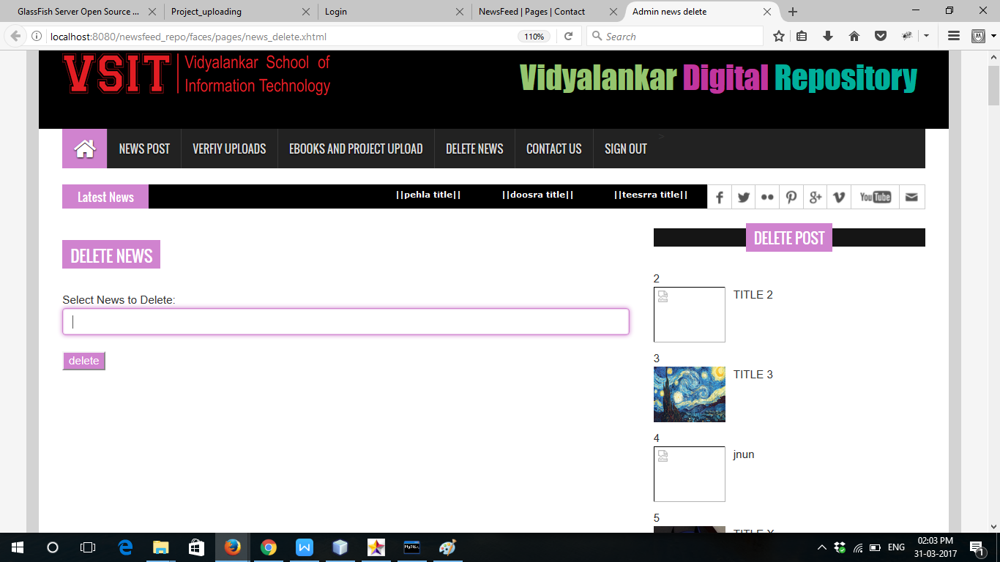 GlassFish Server Open Source ... Project_uploading Login NewsFeed | Pages | Contact Admin news delete
localhost:8080/newsfeed_repo/faces/pages/news_delete.xhtml 110% Search
VSIT Vidyalankar School of
Information Technology
Vidyalankar Digital Repository
>
NEWS POST VERFIY UPLOADS EBOOKS AND PROJECT UPLOAD DELETE NEWS CONTACT US SIGN OUT
Latest News ||pehla title|| ||doosra title|| ||teesrra title|| You Tube
DELETE NEWS
Select News to Delete:
delete
DELETE POST
2
TITLE 2
3
TITLE 3
4
jnun
5
TITLE X
ENG 02:03 PM
31-03-2017
1